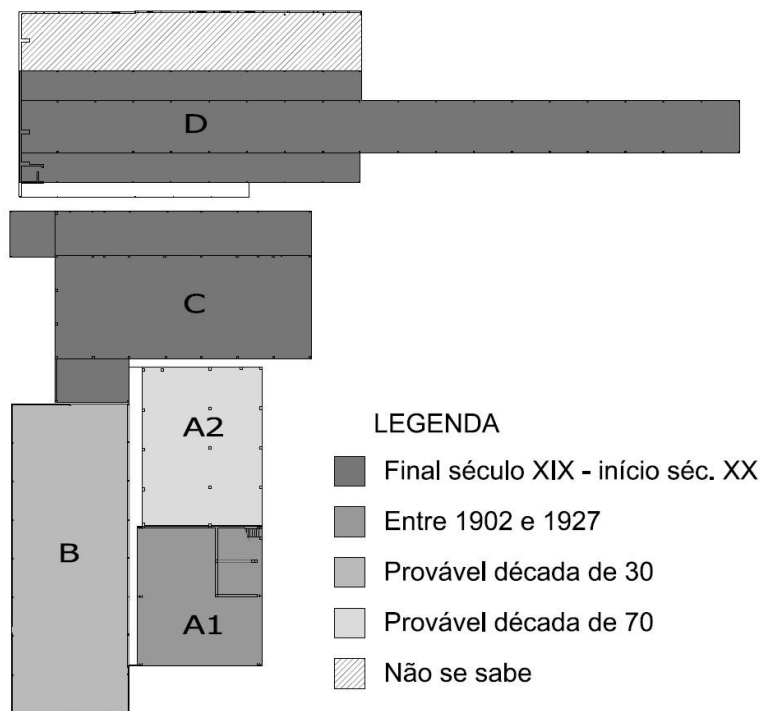 D
C
A2
B
A1
LEGENDA
Final século XIX - início séc. XX
Entre 1902 e 1927
Provável década de 30
Provável década de 70
Não se sabe